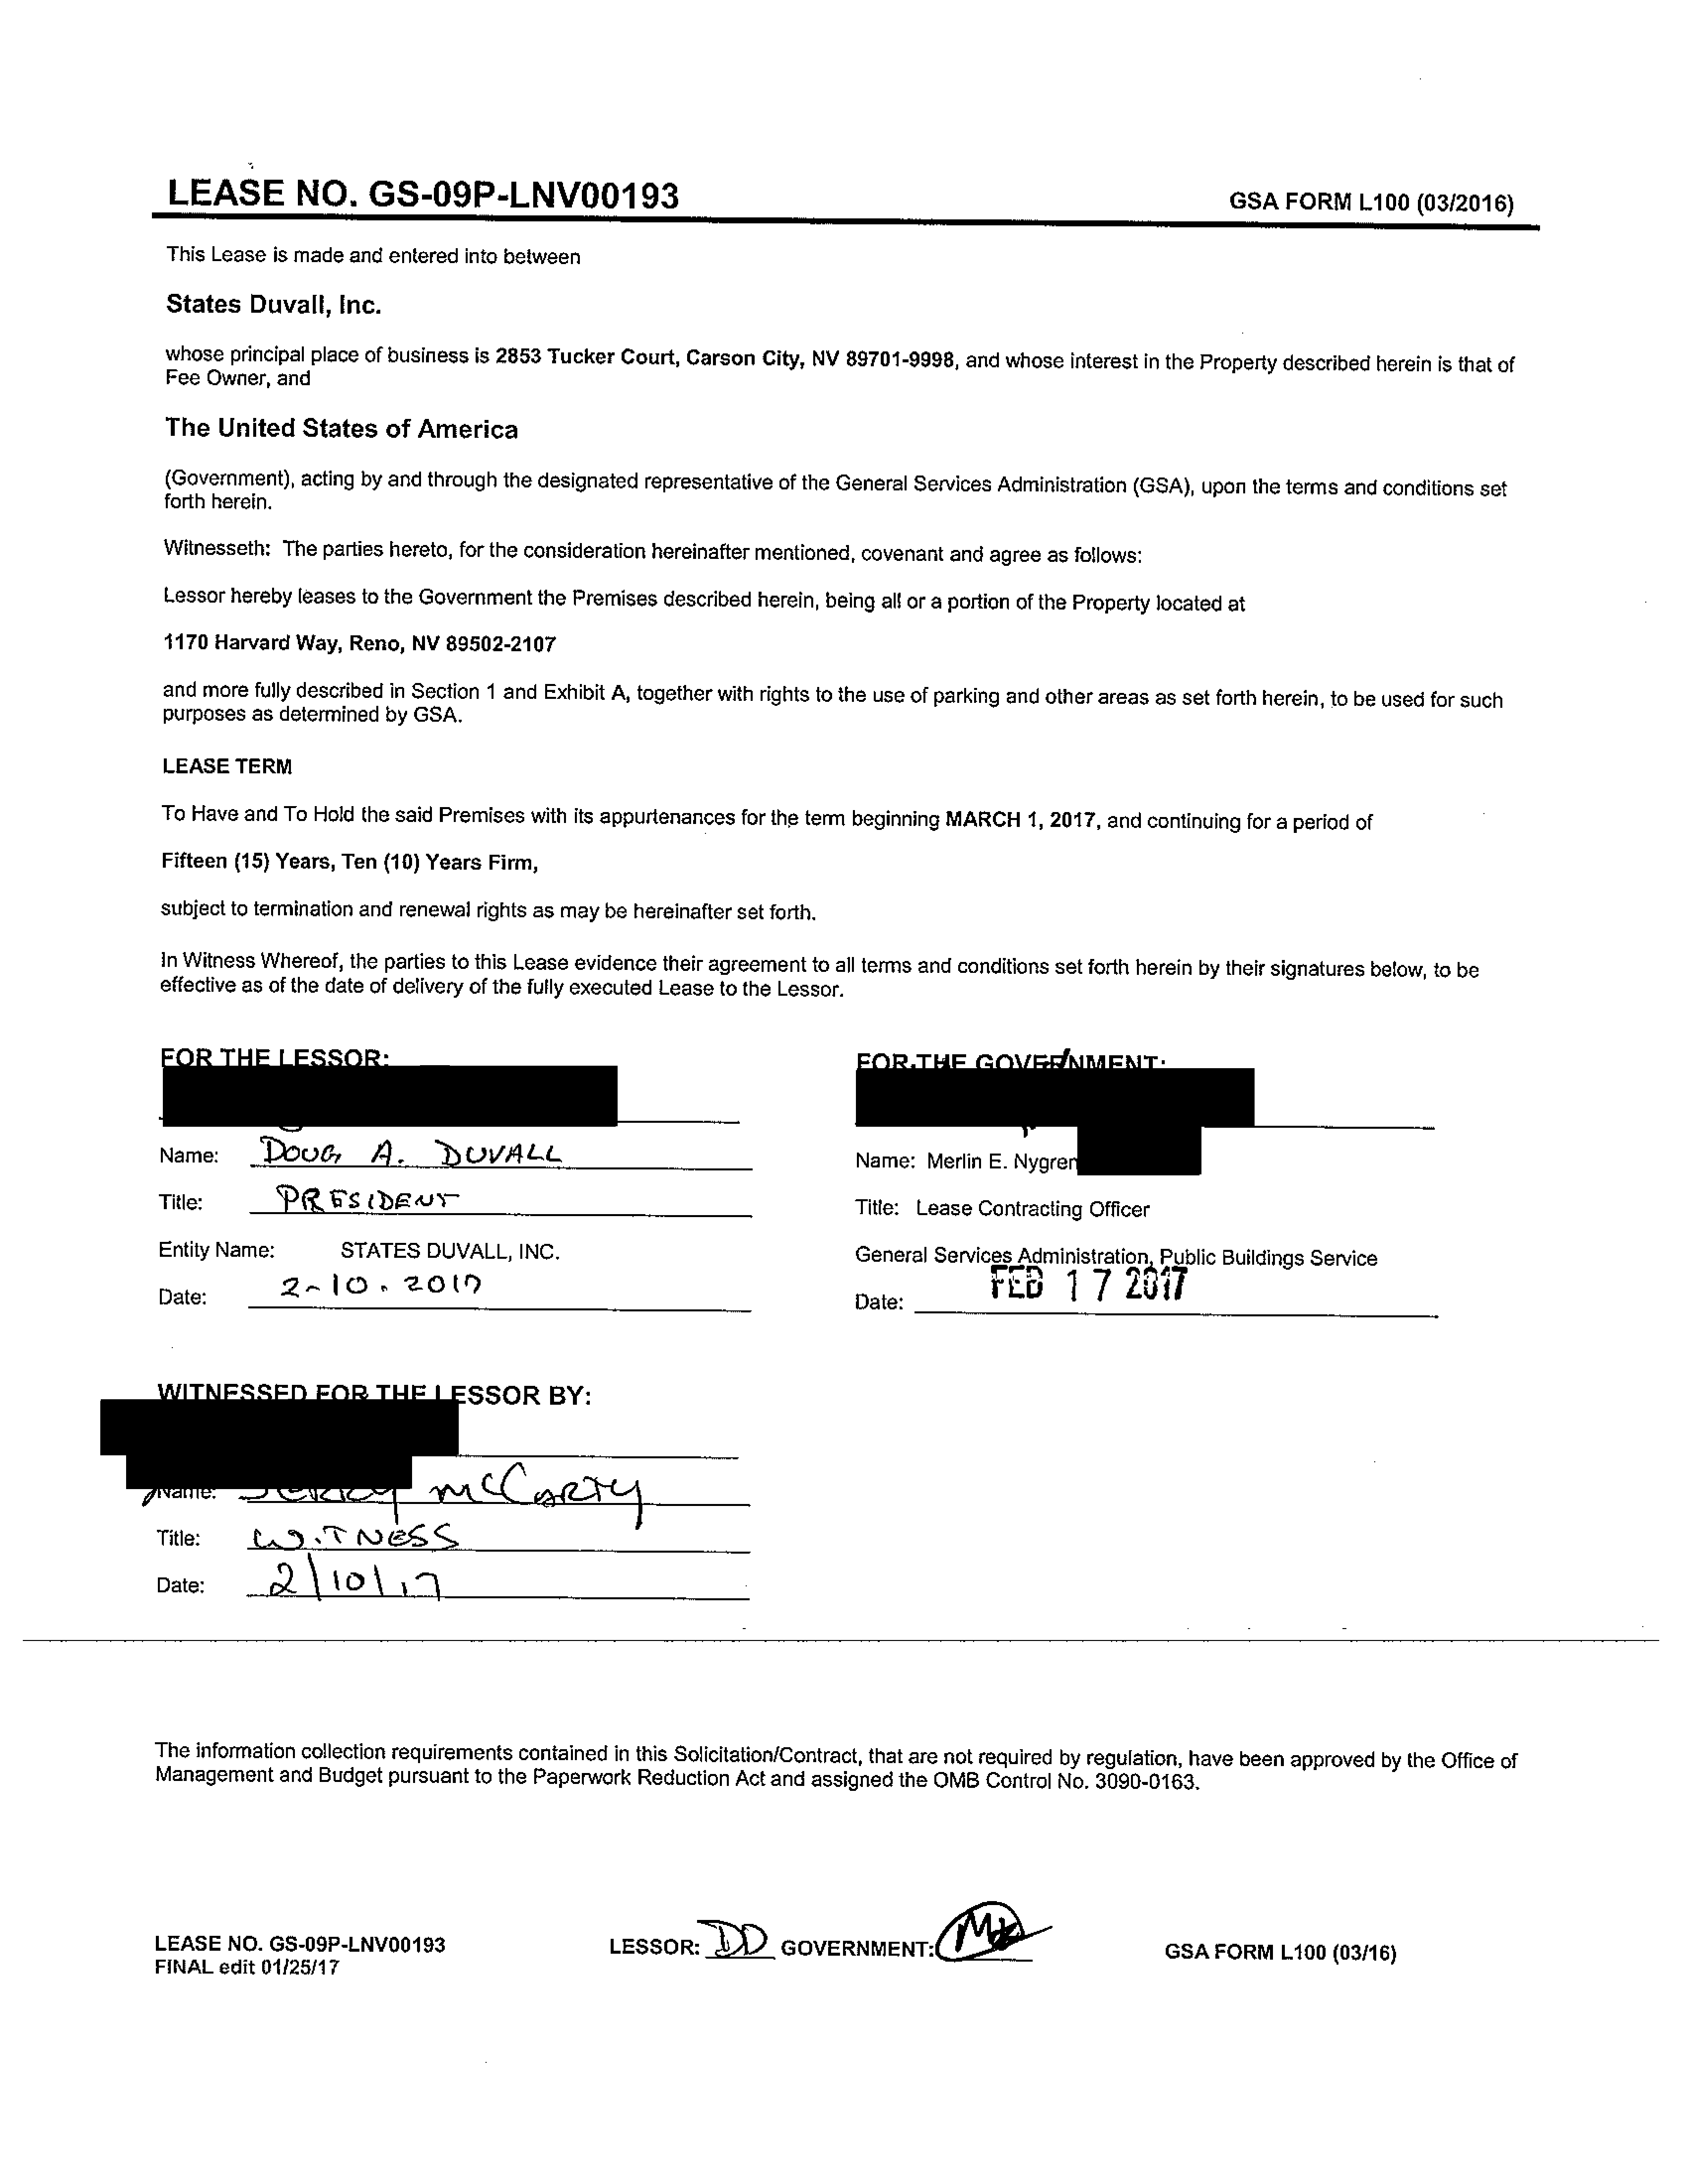 LEASE NO. GS-09P-LNV00193
GSA FORM L100 (03/2016)
This Lease is made and entered into between
States Duvall, Inc.
whose principal place of business is 2853 Tucker Court, Carson City, NV 89701-9998, and whose interest in the Property described herein is that of
Fee Owner, and
The United States of America
(Government), acting by and through the designated representative of the General Services Administration (GSA), upon the terms and conditions set
forth herein.
Witnesseth: The parties hereto, for the consideration hereinafter mentioned, covenant and agree as follows:
Lessor hereby leases to the Government the Premises described herein, being all or a portion of the Property located at
1170 Harvard Way, Reno, NV 89502-2107
and more fully described in Section 1 and Exhibit A, together with rights to the use of parking and other areas as set forth herein, to be used for such
purposes as determined by GSA.
LEASE TERM
To Have and To Hold the said Premises with its appurtenances for the term beginning MARCH 1, 2017, and continuing for a period of
Fifteen (15) Years, Ten (10) Years Firm,
subject to termination and renewal rights as may be hereinafter set forth.
In Witness Whereof, the parties to this Lease evidence their agreement to all terms and conditions set forth herein by their signatures below, to be
effective as of the date of delivery of the fully executed Lease to the Lessor.
FOR THE LESSOR:
Name: DOUG A. DUVALL
Title: PRESIDENT
Entity Name: STATES DUVALL, INC.
Date: 2-10.2017
FOR THE GOVERNMENT:
Name: Merlin E. Nygren
Title: Lease Contracting Officer
General Services Administration, Public Buildings Service
Date: FEB 17 2017
WITNESSED FOR THE LESSOR BY:
Name: McCARTY
Title: WITNESS
Date: 2/10/17
The information collection requirements contained in this Solicitation/Contract, that are not required by regulation, have been approved by the Office of
Management and Budget pursuant to the Paperwork Reduction Act and assigned the OMB Control No. 3090-0163.
LEASE NO. GS-09P-LNV00193
FINAL edit 01/25/17
LESSOR: DD GOVERNMENT:
GSA FORM L100 (03/16)